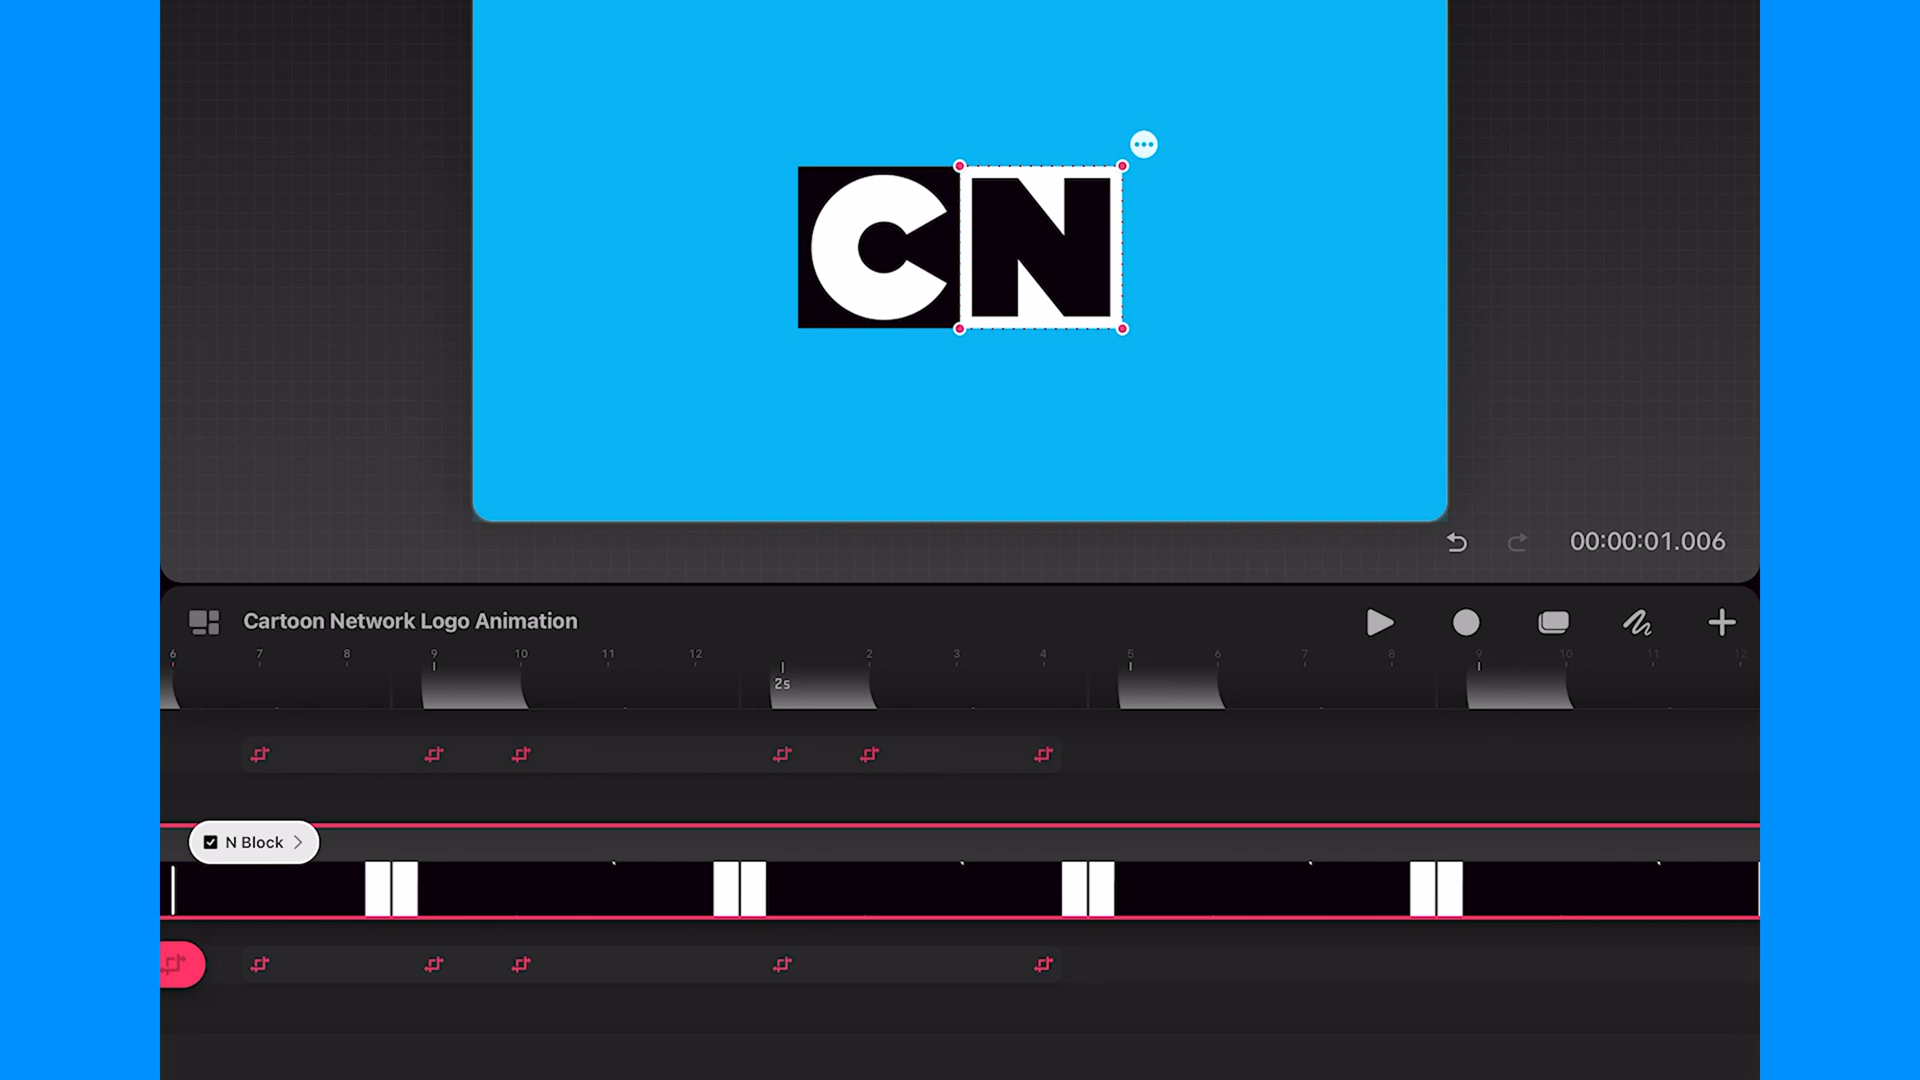 CN
00:00:01.006
Cartoon Network Logo Animation
6 7 8 9 10 11 12 2 3 4 5 6 7 8 9 10 11 12
2s
N Block